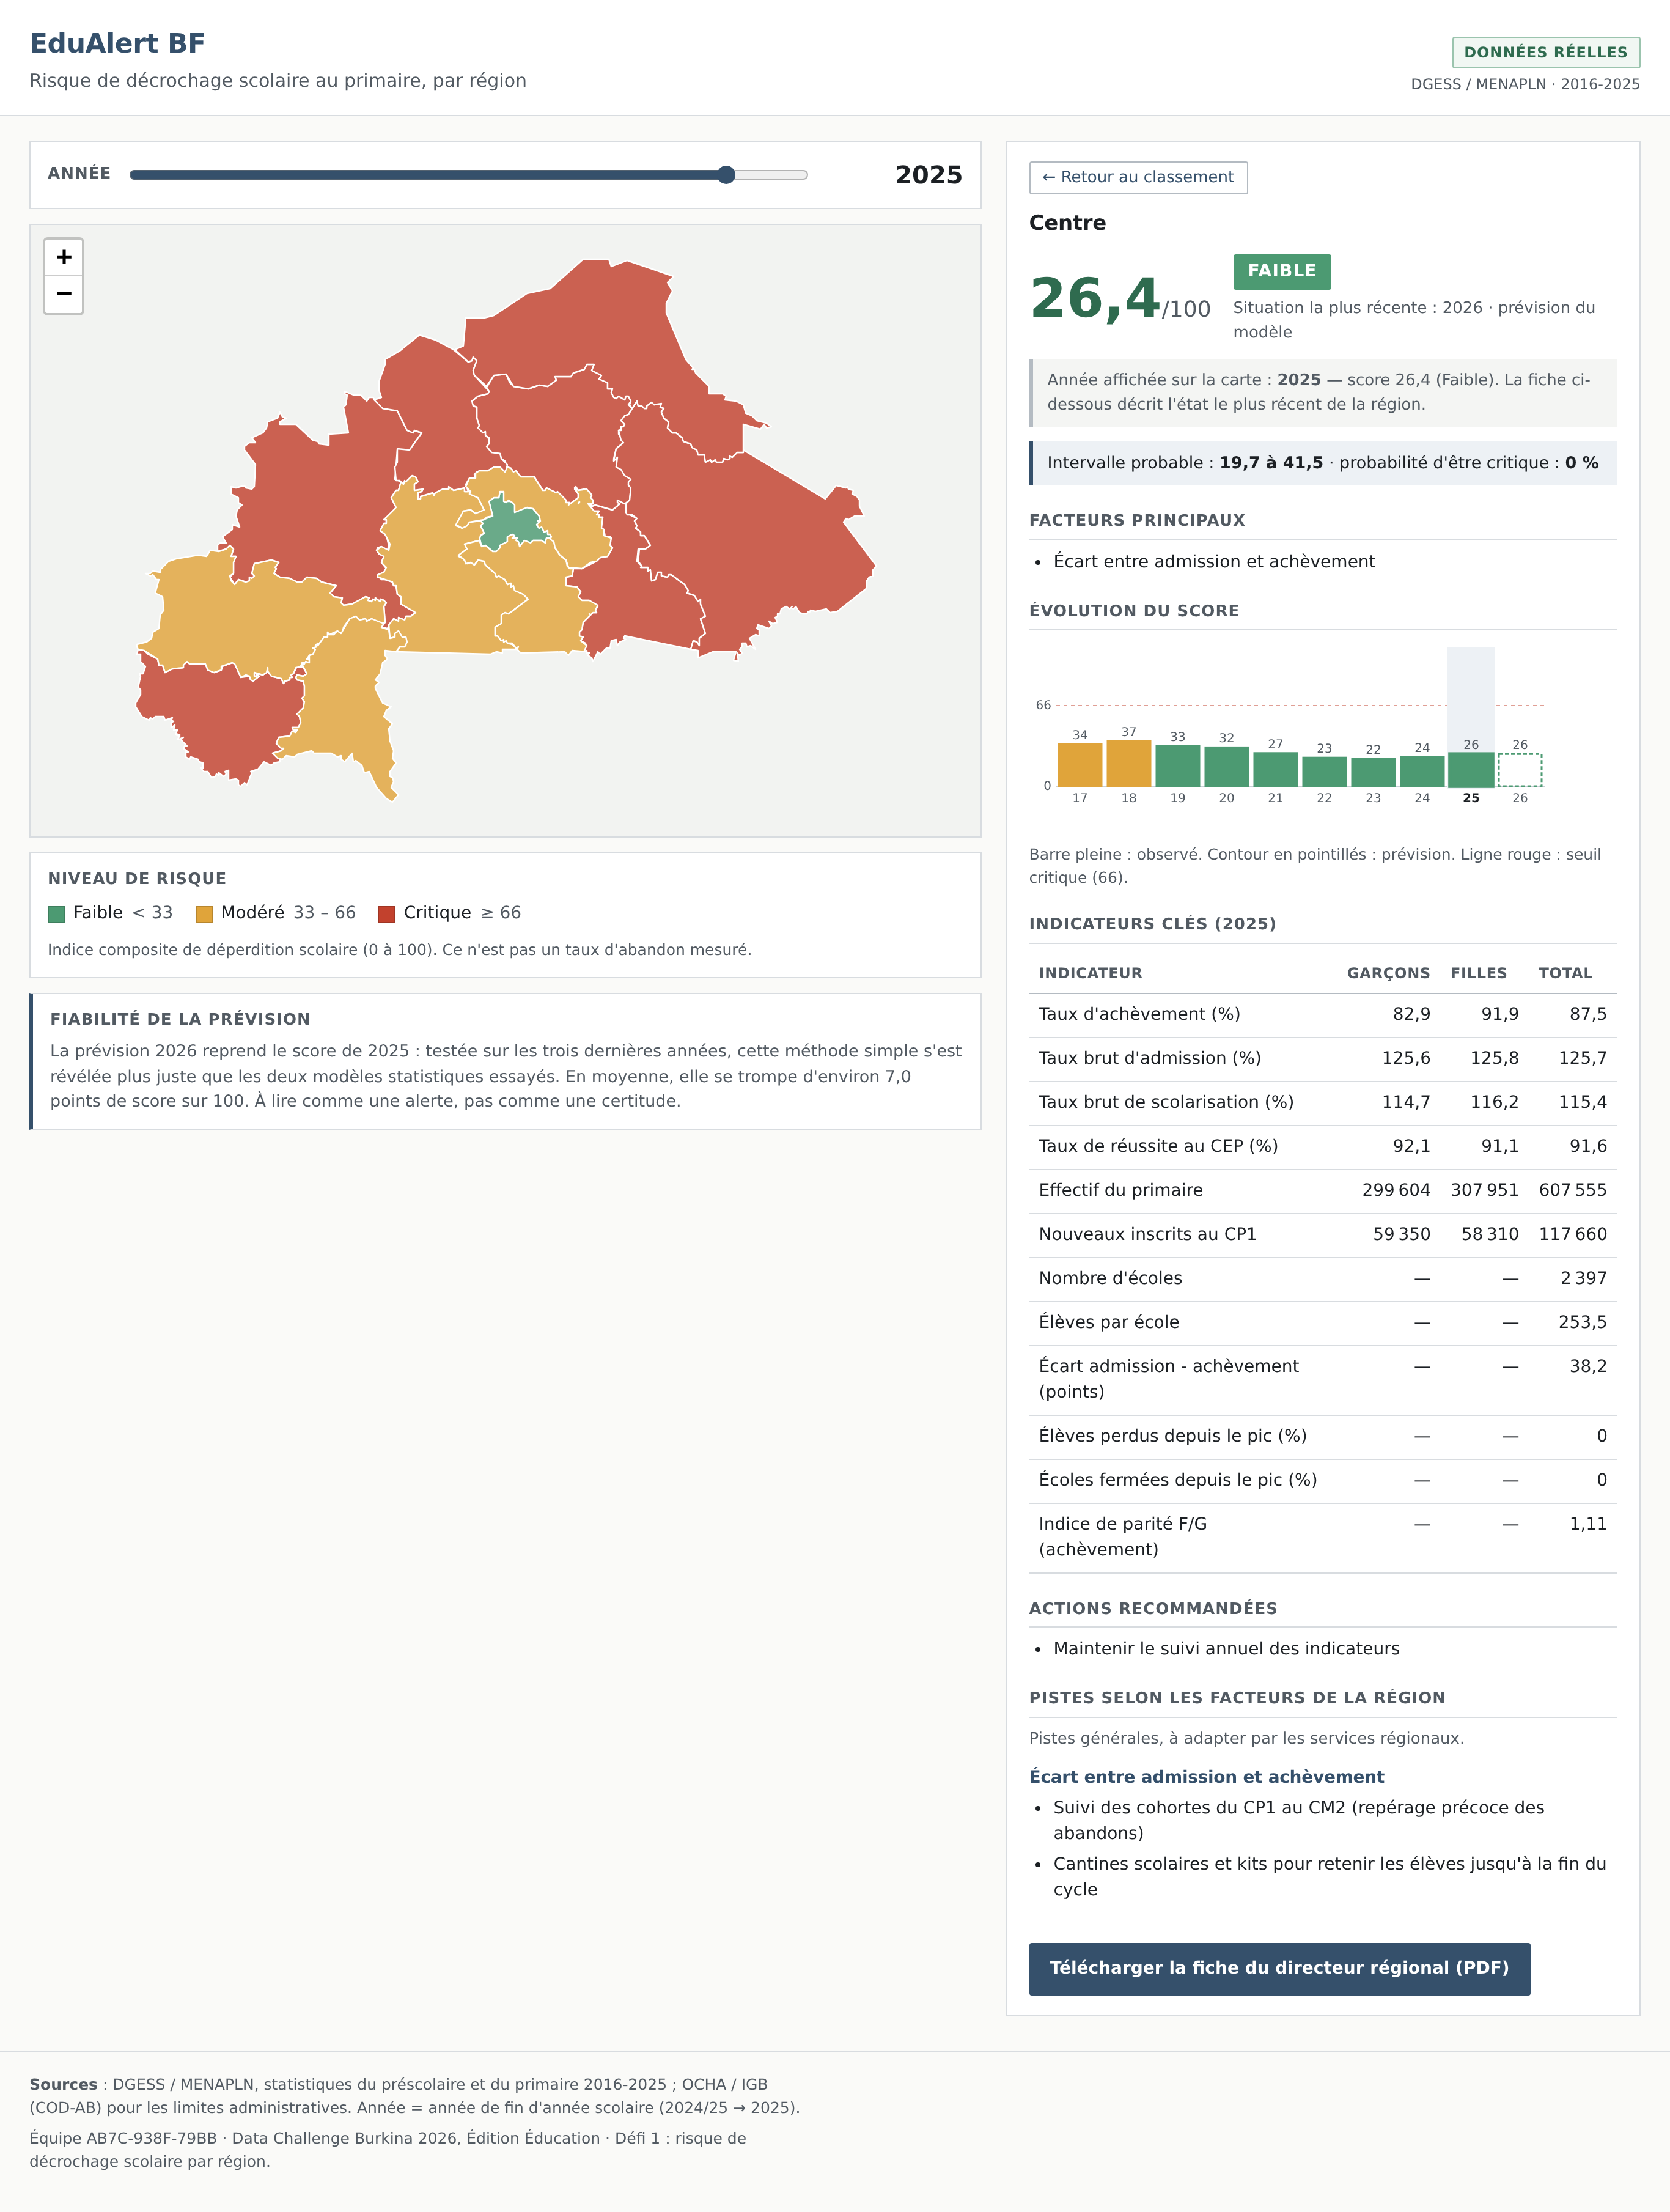 EduAlert BF
Risque de décrochage scolaire au primaire, par région
DONNÉES RÉELLES
DGESS / MENAPLN · 2016-2025
ANNÉE
2025
+
−
NIVEAU DE RISQUE
Faible < 33 Modéré 33 – 66 Critique ≥ 66
Indice composite de déperdition scolaire (0 à 100). Ce n'est pas un taux d'abandon mesuré.
FIABILITÉ DE LA PRÉVISION
La prévision 2026 reprend le score de 2025 : testée sur les trois dernières années, cette méthode simple s'est
révélée plus juste que les deux modèles statistiques essayés. En moyenne, elle se trompe d'environ 7,0
points de score sur 100. À lire comme une alerte, pas comme une certitude.
← Retour au classement
Centre
26,4/100
FAIBLE
Situation la plus récente : 2026 · prévision du
modèle
Année affichée sur la carte : 2025 — score 26,4 (Faible). La fiche ci-
dessous décrit l'état le plus récent de la région.
Intervalle probable : 19,7 à 41,5 · probabilité d'être critique : 0 %
FACTEURS PRINCIPAUX
• Écart entre admission et achèvement
ÉVOLUTION DU SCORE
66
34 37 33 32 27 23 22 24 26 26
0
17 18 19 20 21 22 23 24 25 26
Barre pleine : observé. Contour en pointillés : prévision. Ligne rouge : seuil
critique (66).
INDICATEURS CLÉS (2025)
INDICATEUR GARÇONS FILLES TOTAL
Taux d'achèvement (%) 82,9 91,9 87,5
Taux brut d'admission (%) 125,6 125,8 125,7
Taux brut de scolarisation (%) 114,7 116,2 115,4
Taux de réussite au CEP (%) 92,1 91,1 91,6
Effectif du primaire 299 604 307 951 607 555
Nouveaux inscrits au CP1 59 350 58 310 117 660
Nombre d'écoles — — 2 397
Élèves par école — — 253,5
Écart admission - achèvement — — 38,2
(points)
Élèves perdus depuis le pic (%) — — 0
Écoles fermées depuis le pic (%) — — 0
Indice de parité F/G — — 1,11
(achèvement)
ACTIONS RECOMMANDÉES
• Maintenir le suivi annuel des indicateurs
PISTES SELON LES FACTEURS DE LA RÉGION
Pistes générales, à adapter par les services régionaux.
Écart entre admission et achèvement
• Suivi des cohortes du CP1 au CM2 (repérage précoce des
abandons)
• Cantines scolaires et kits pour retenir les élèves jusqu'à la fin du
cycle
Télécharger la fiche du directeur régional (PDF)
Sources : DGESS / MENAPLN, statistiques du préscolaire et du primaire 2016-2025 ; OCHA / IGB
(COD-AB) pour les limites administratives. Année = année de fin d'année scolaire (2024/25 → 2025).
Équipe AB7C-938F-79BB · Data Challenge Burkina 2026, Édition Éducation · Défi 1 : risque de
décrochage scolaire par région.